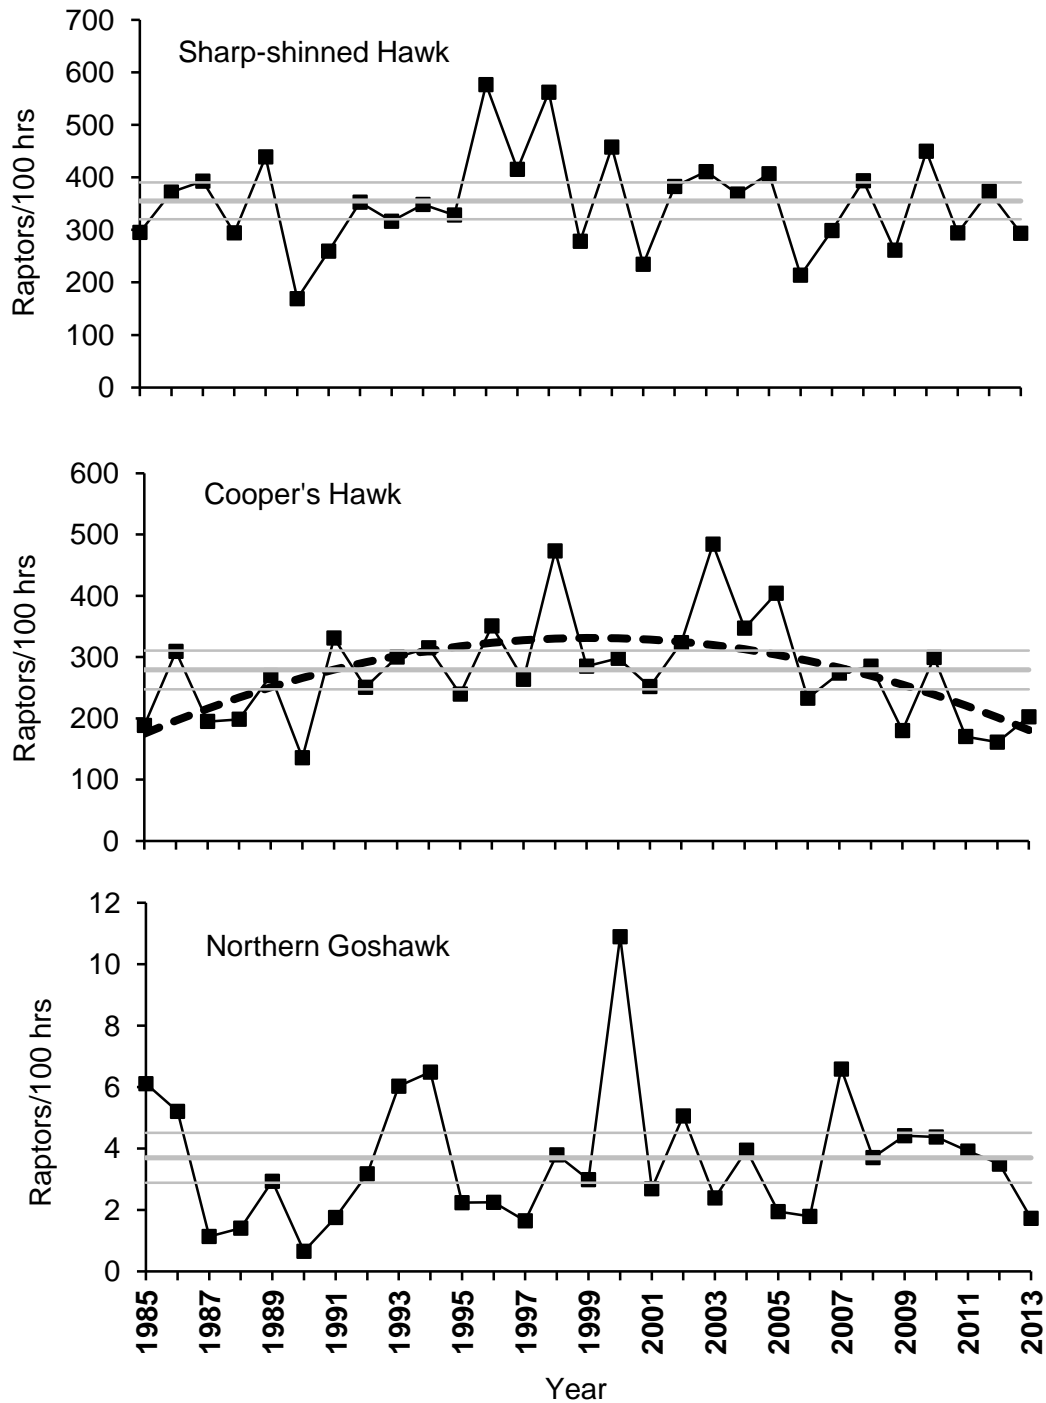 700
Sharp-shinned Hawk
600
500
400
300
200
100
0
Raptors/100 hrs
600
Cooper's Hawk
500
400
300
200
100
0
Raptors/100 hrs
12
Northern Goshawk
10
8
6
4
2
0
Raptors/100 hrs
1985 1987 1989 1991 1993 1995 1997 1999 2001 2003 2005 2007 2009 2011 2013
Year